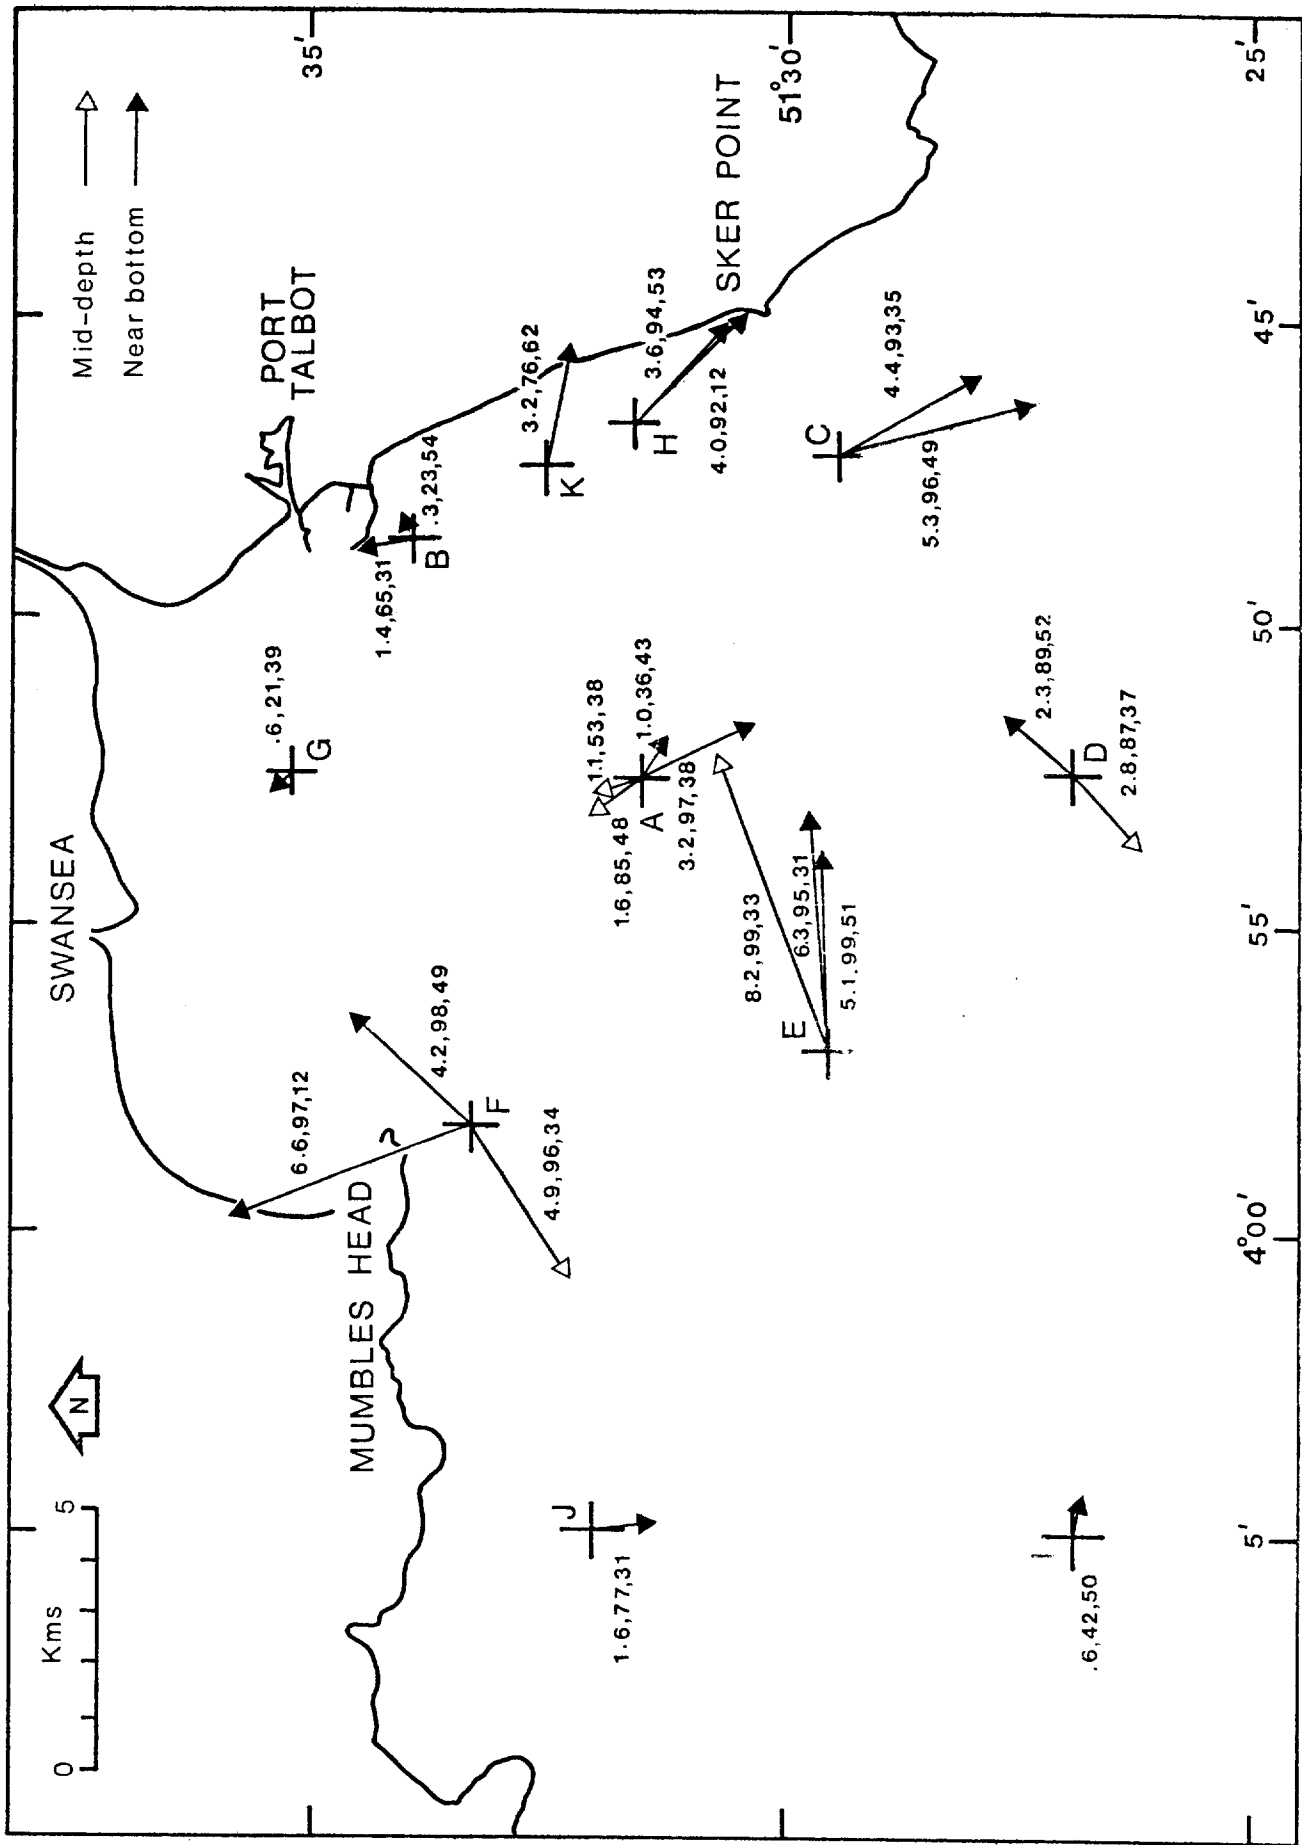 0 Kms 5
N
SWANSEA
Mid-depth
Near bottom
PORT
TALBOT
35'
MUMBLES HEAD
6.6,97,12
4.2,98,49
F
4.9,96,34
.6,21,39
G
1.4,65,31
B
.3,23,54
3.2,76,62
K
J
1.6,77,31
1.1,53,38
1.6,85,48
A
1.0,36,43
3.2,97,38
H
3.6,94,53
4.0,92,12
SKER POINT
51°30'
8.2,99,33
E
6.3,95,31
5.1,99,51
C
4.4,93,35
5.3,96,49
I
.6,42,50
D
2.3,89,52
2.8,87,37
5'
4°00'
55'
50'
45'
25'